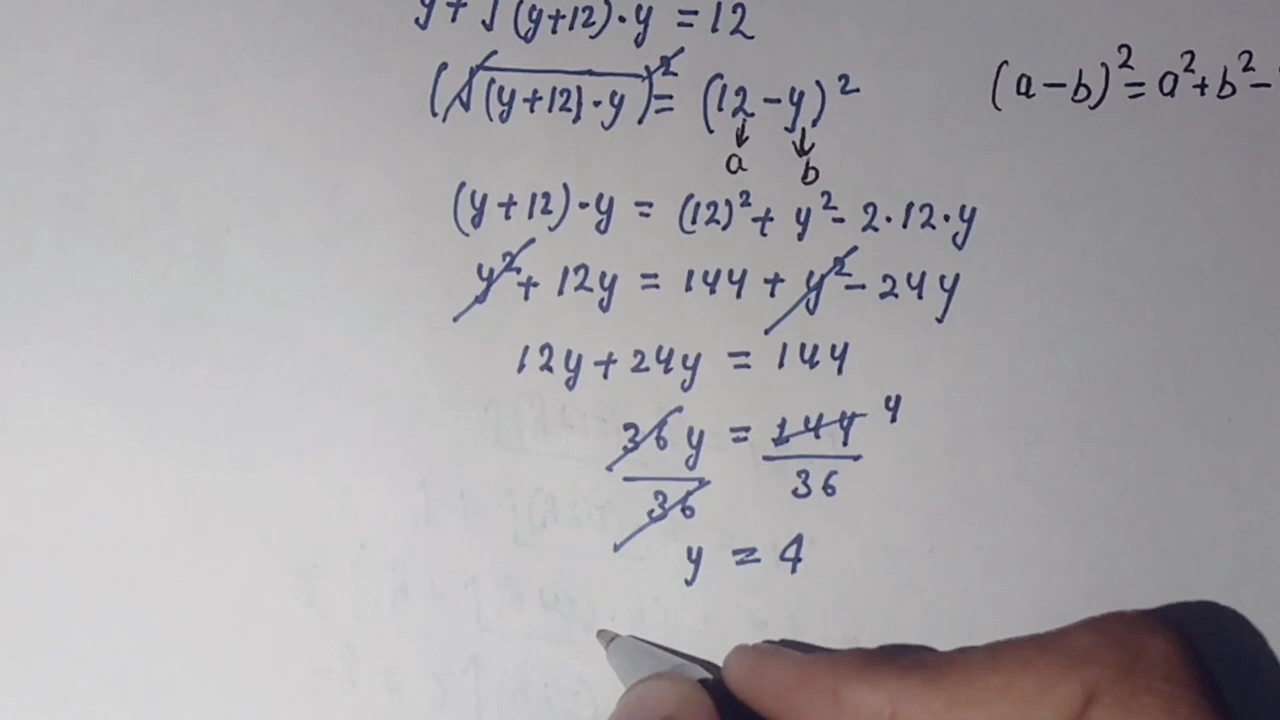 y + √(y+12)·y = 12
(√(y+12)·y)² = (12-y)²
a b
(a-b)² = a²+b²-
(y+12)·y = (12)² + y² - 2·12·y
y² + 12y = 144 + y² - 24y
12y + 24y = 144
36y = 144 4
36 36
y = 4